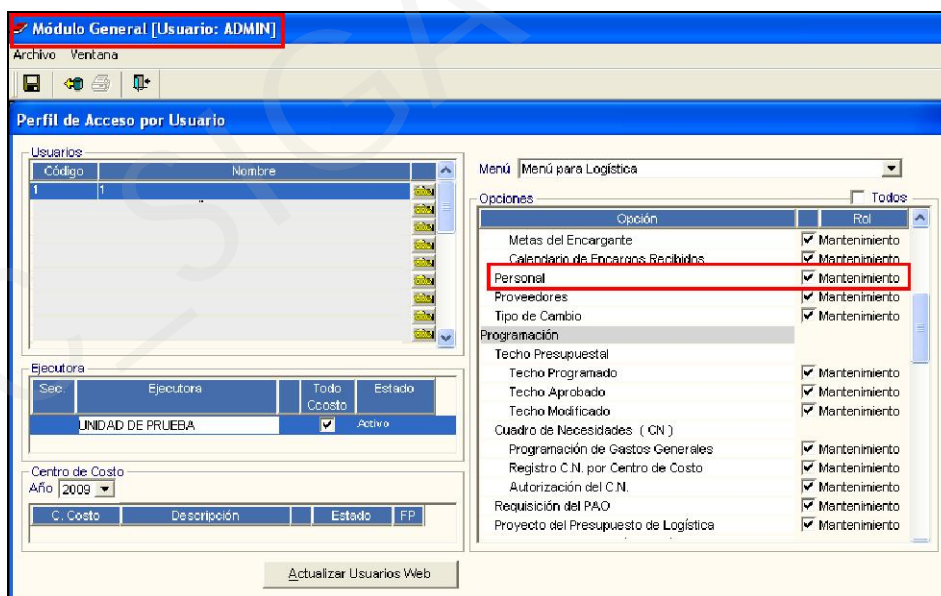 Módulo General [Usuario: ADMIN]
Archivo Ventana
Perfil de Acceso por Usuario
Usuarios
Código Nombre
1 1
Ejecutora
Sec. Ejecutora Todo Ccosto Estado
UNIDAD DE PRUEBA Activo
Centro de Costo
Año 2009
C. Costo Descripción Estado FP
Actualizar Usuarios Web
Menú Menú para Logística
Opciones Todos
Opción Rol
Metas del Encargante Mantenimiento
Calendario de Encargos Recibidos Mantenimiento
Personal Mantenimiento
Proveedores Mantenimiento
Tipo de Cambio Mantenimiento
Programación
Techo Presupuestal
Techo Programado Mantenimiento
Techo Aprobado Mantenimiento
Techo Modificado Mantenimiento
Cuadro de Necesidades ( CN )
Programación de Gastos Generales Mantenimiento
Registro C.N. por Centro de Costo Mantenimiento
Autorización del C.N. Mantenimiento
Requisición del PAO Mantenimiento
Proyecto del Presupuesto de Logística Mantenimiento
SIGA